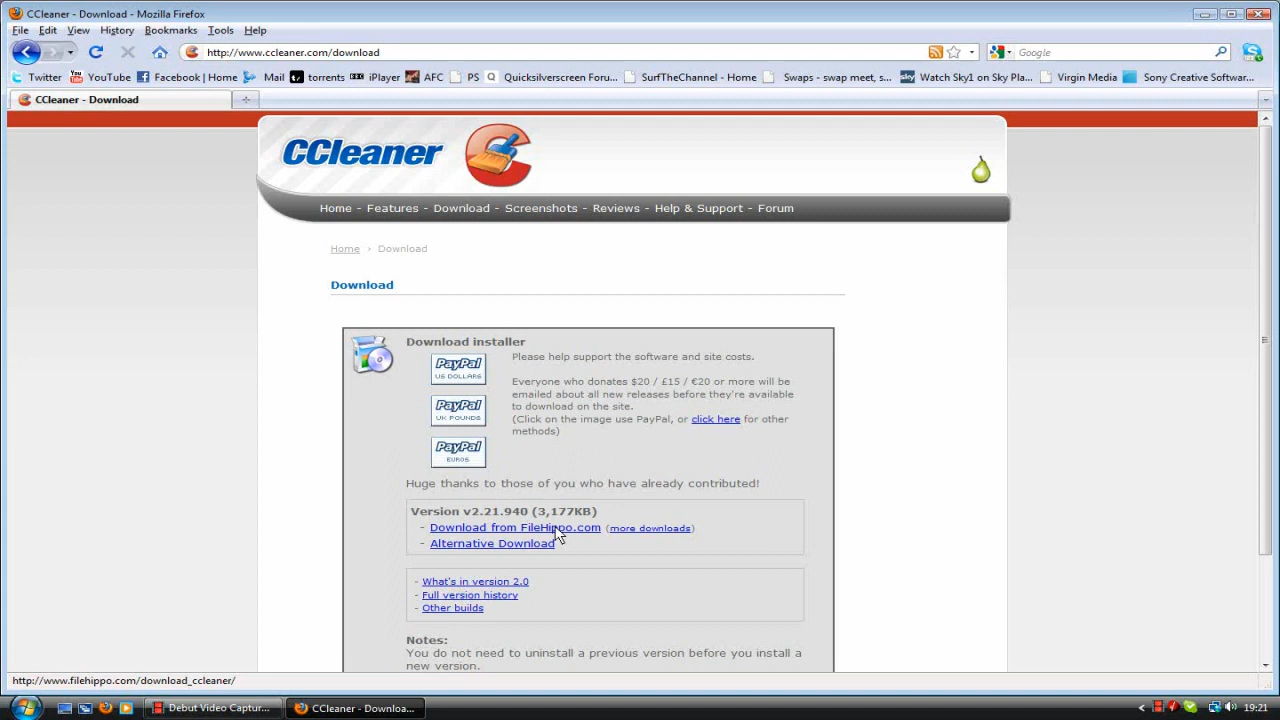 CCleaner - Download - Mozilla Firefox
File Edit View History Bookmarks Tools Help
http://www.ccleaner.com/download
Google
Twitter YouTube Facebook | Home Mail torrents iPlayer AFC PS Quicksilverscreen Foru... SurfTheChannel - Home Swaps - swap meet, s... Watch Sky1 on Sky Pla... Virgin Media Sony Creative Softwar...
CCleaner - Download
CCleaner
Home - Features - Download - Screenshots - Reviews - Help & Support - Forum
Home > Download
Download
Download installer
PayPal
US DOLLARS
Please help support the software and site costs.
Everyone who donates $20 / £15 / €20 or more will be
emailed about all new releases before they're available
to download on the site.
(Click on the image use PayPal, or click here for other
methods)
PayPal
UK POUNDS
PayPal
EUROS
Huge thanks to those of you who have already contributed!
Version v2.21.940 (3,177KB)
- Download from FileHippo.com (more downloads)
- Alternative Download
- What's in version 2.0
- Full version history
- Other builds
Notes:
You do not need to uninstall a previous version before you install a
new version.
http://www.filehippo.com/download_ccleaner/
Debut Video Captur...
CCleaner - Downloa...
19:21